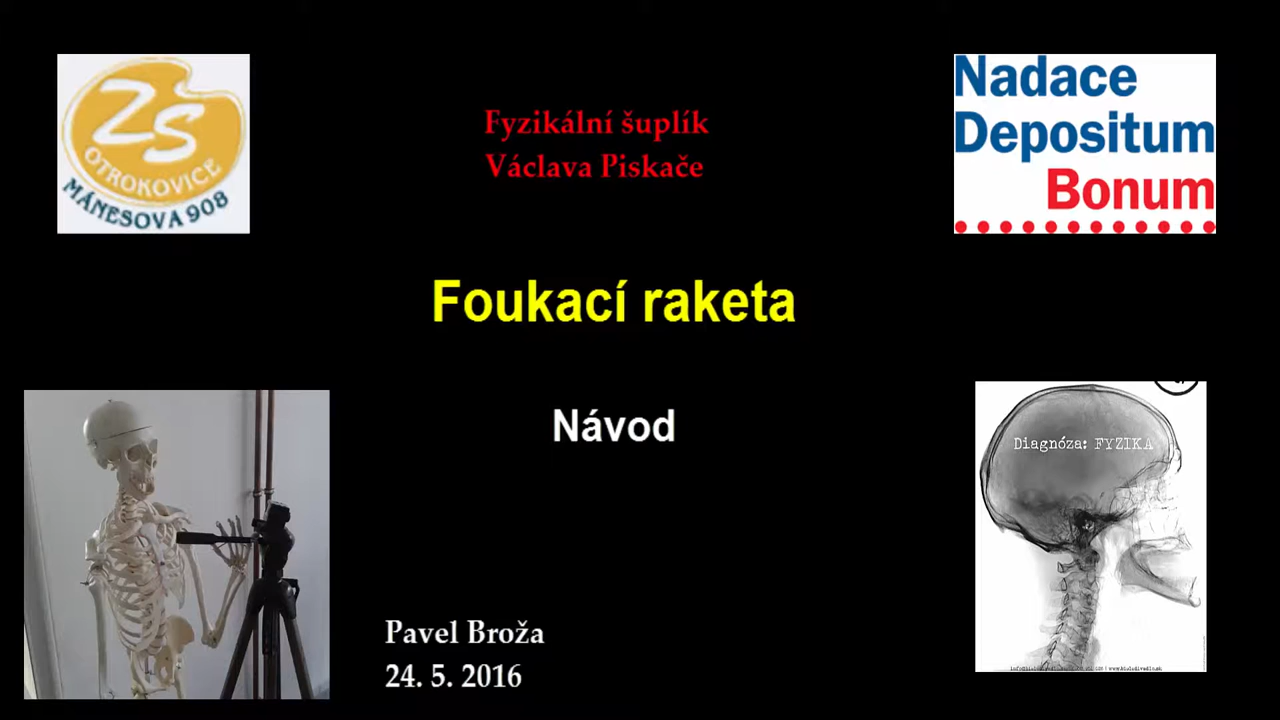 ZŠ
OTROKOVICE
MÁNESOVA 908
Fyzikální šuplík
Václava Piskače
Nadace
Depositum
Bonum
Foukací raketa
Návod
Diagnóza: FYZIKA
Pavel Broža
24. 5. 2016